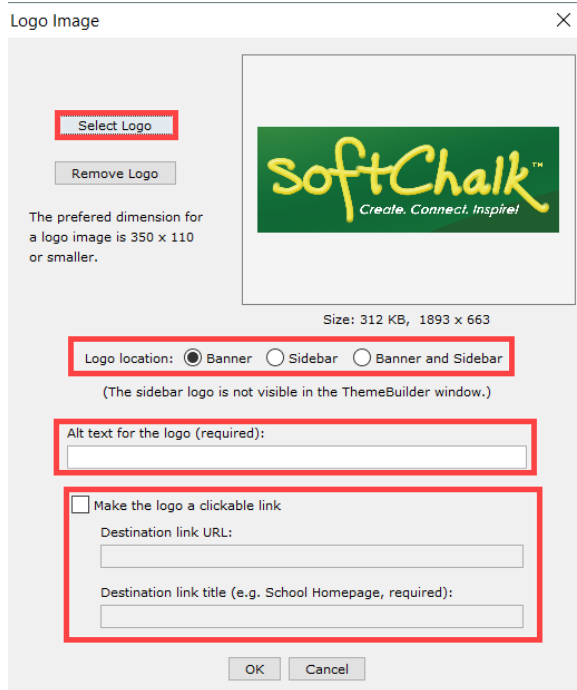 Logo Image
Select Logo
Remove Logo
The prefered dimension for
a logo image is 350 x 110
or smaller.
SoftChalk™
Create. Connect. Inspire!
Size: 312 KB, 1893 x 663
Logo location: Banner Sidebar Banner and Sidebar
(The sidebar logo is not visible in the ThemeBuilder window.)
Alt text for the logo (required):
Make the logo a clickable link
Destination link URL:
Destination link title (e.g. School Homepage, required):
OK Cancel